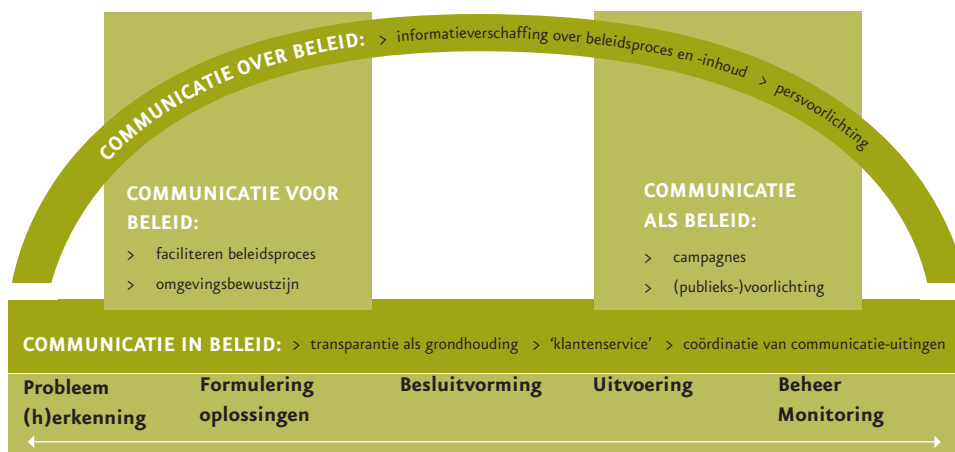 COMMUNICATIE OVER BELEID: > informatieverschaffing over beleidsproces en -inhoud > persvoorlichting
COMMUNICATIE VOOR
BELEID:
> faciliteren beleidsproces
> omgevingsbewustzijn
COMMUNICATIE
ALS BELEID:
> campagnes
> (publieks-)voorlichting
COMMUNICATIE IN BELEID: > transparantie als grondhouding > ‘klantenservice’ > coördinatie van communicatie-uitingen
Probleem
(h)erkenning
Formulering
oplossingen
Besluitvorming
Uitvoering
Beheer
Monitoring